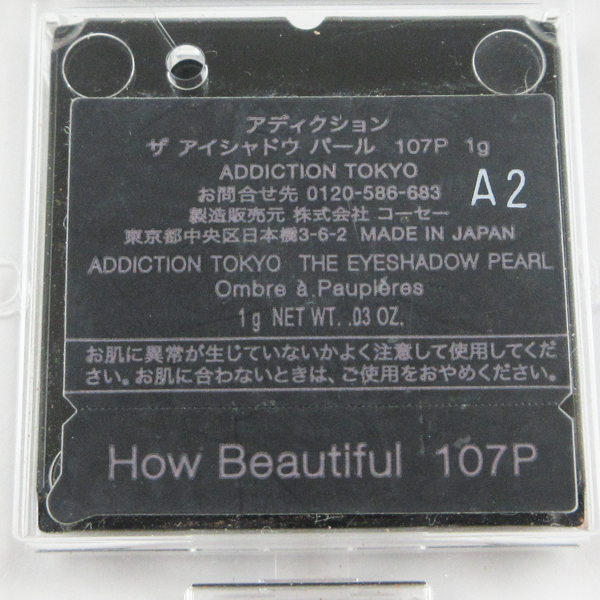 アディクション
ザ アイシャドウ パール 107P 1g
ADDICTION TOKYO
お問合せ先 0120-586-683
A2
製造販売元 株式会社 コーセー
東京都中央区日本橋3-6-2 MADE IN JAPAN
ADDICTION TOKYO THE EYESHADOW PEARL
Ombre à Paupières
1g NET WT. .03 OZ.
お肌に異常が生じていないかよく注意して使用してくだ
さい。お肌に合わないときは、ご使用をおやめください。
How Beautiful 107P